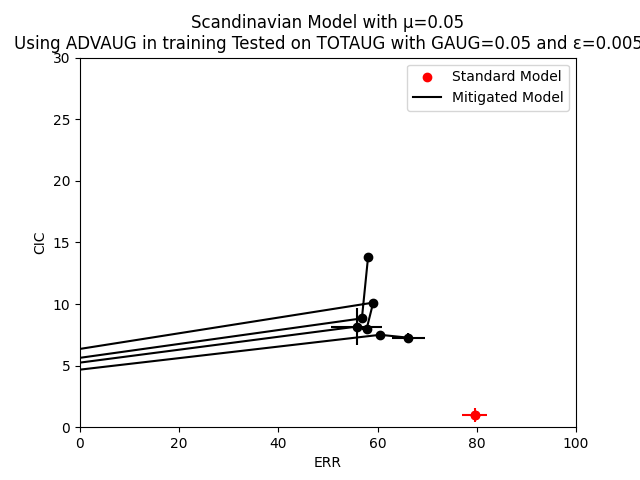 Scandinavian Model with μ=0.05
Using ADVAUG in training Tested on TOTAUG with GAUG=0.05 and ε=0.005
30
25
20
15
10
5
0
CIC
Standard Model
Mitigated Model
0 20 40 60 80 100
ERR